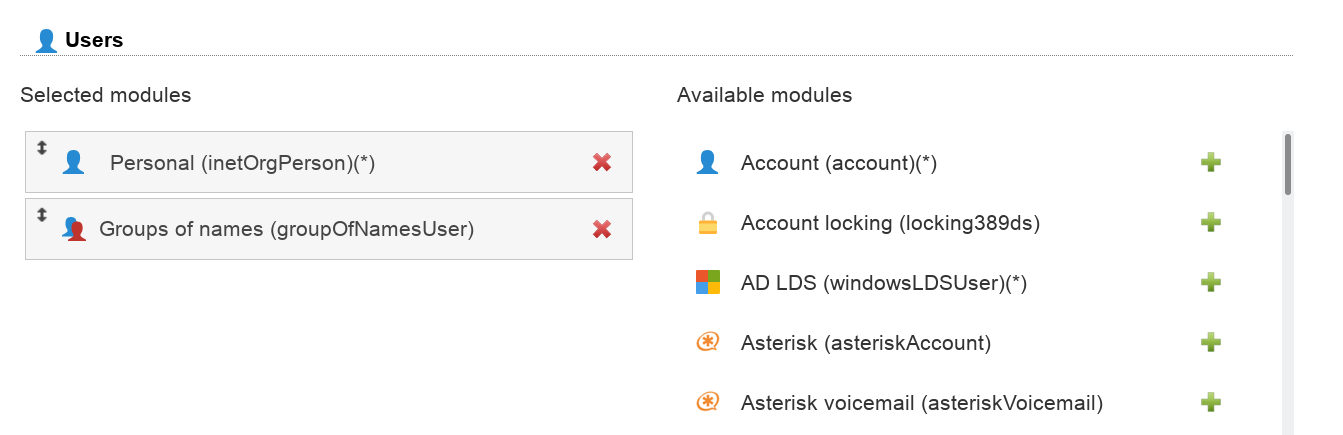 Users
Selected modules
Available modules
Personal (inetOrgPerson)(*)
Groups of names (groupOfNamesUser)
Account (account)(*)
Account locking (locking389ds)
AD LDS (windowsLDSUser)(*)
Asterisk (asteriskAccount)
Asterisk voicemail (asteriskVoicemail)